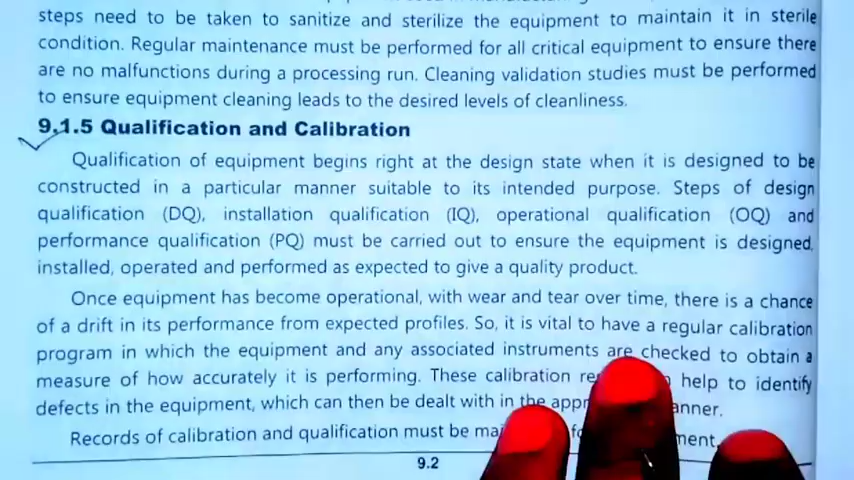 steps need to be taken to sanitize and sterilize the equipment to maintain it in sterile
condition. Regular maintenance must be performed for all critical equipment to ensure there
are no malfunctions during a processing run. Cleaning validation studies must be performed
to ensure equipment cleaning leads to the desired levels of cleanliness.
9.1.5 Qualification and Calibration
Qualification of equipment begins right at the design state when it is designed to be
constructed in a particular manner suitable to its intended purpose. Steps of design
qualification (DQ), installation qualification (IQ), operational qualification (OQ) and
performance qualification (PQ) must be carried out to ensure the equipment is designed,
installed, operated and performed as expected to give a quality product.
Once equipment has become operational, with wear and tear over time, there is a chance
of a drift in its performance from expected profiles. So, it is vital to have a regular calibration
program in which the equipment and any associated instruments are checked to obtain a
measure of how accurately it is performing. These calibration help to identify
defects in the equipment, which can then be dealt with in the
Records of calibration and qualification must be
9.2